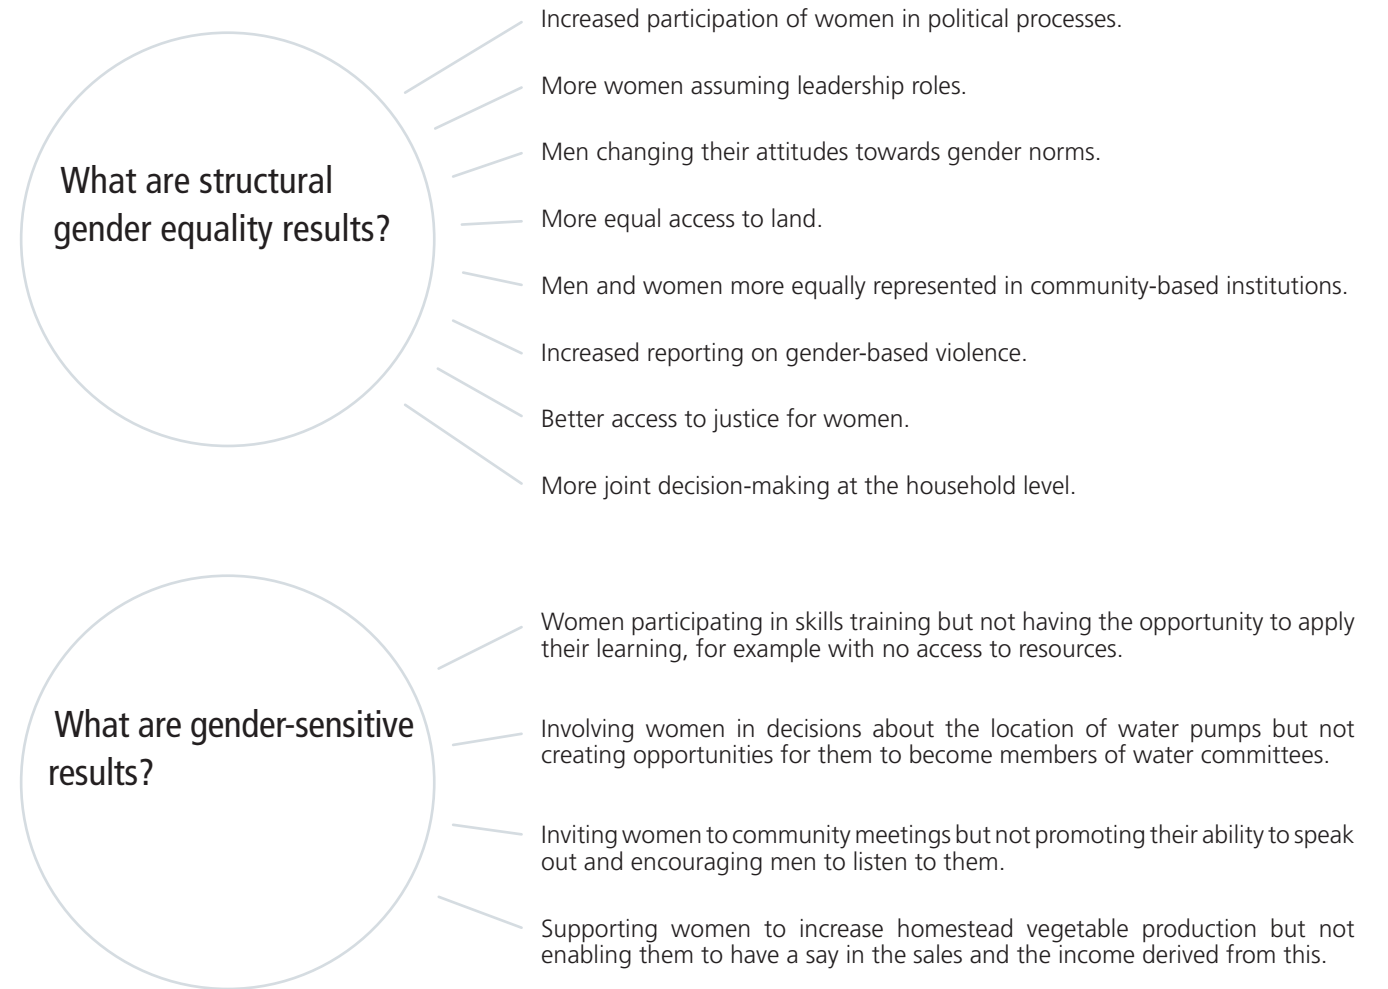 What are structural
gender equality results?
Increased participation of women in political processes.
More women assuming leadership roles.
Men changing their attitudes towards gender norms.
More equal access to land.
Men and women more equally represented in community-based institutions.
Increased reporting on gender-based violence.
Better access to justice for women.
More joint decision-making at the household level.
What are gender-sensitive
results?
Women participating in skills training but not having the opportunity to apply
their learning, for example with no access to resources.
Involving women in decisions about the location of water pumps but not
creating opportunities for them to become members of water committees.
Inviting women to community meetings but not promoting their ability to speak
out and encouraging men to listen to them.
Supporting women to increase homestead vegetable production but not
enabling them to have a say in the sales and the income derived from this.